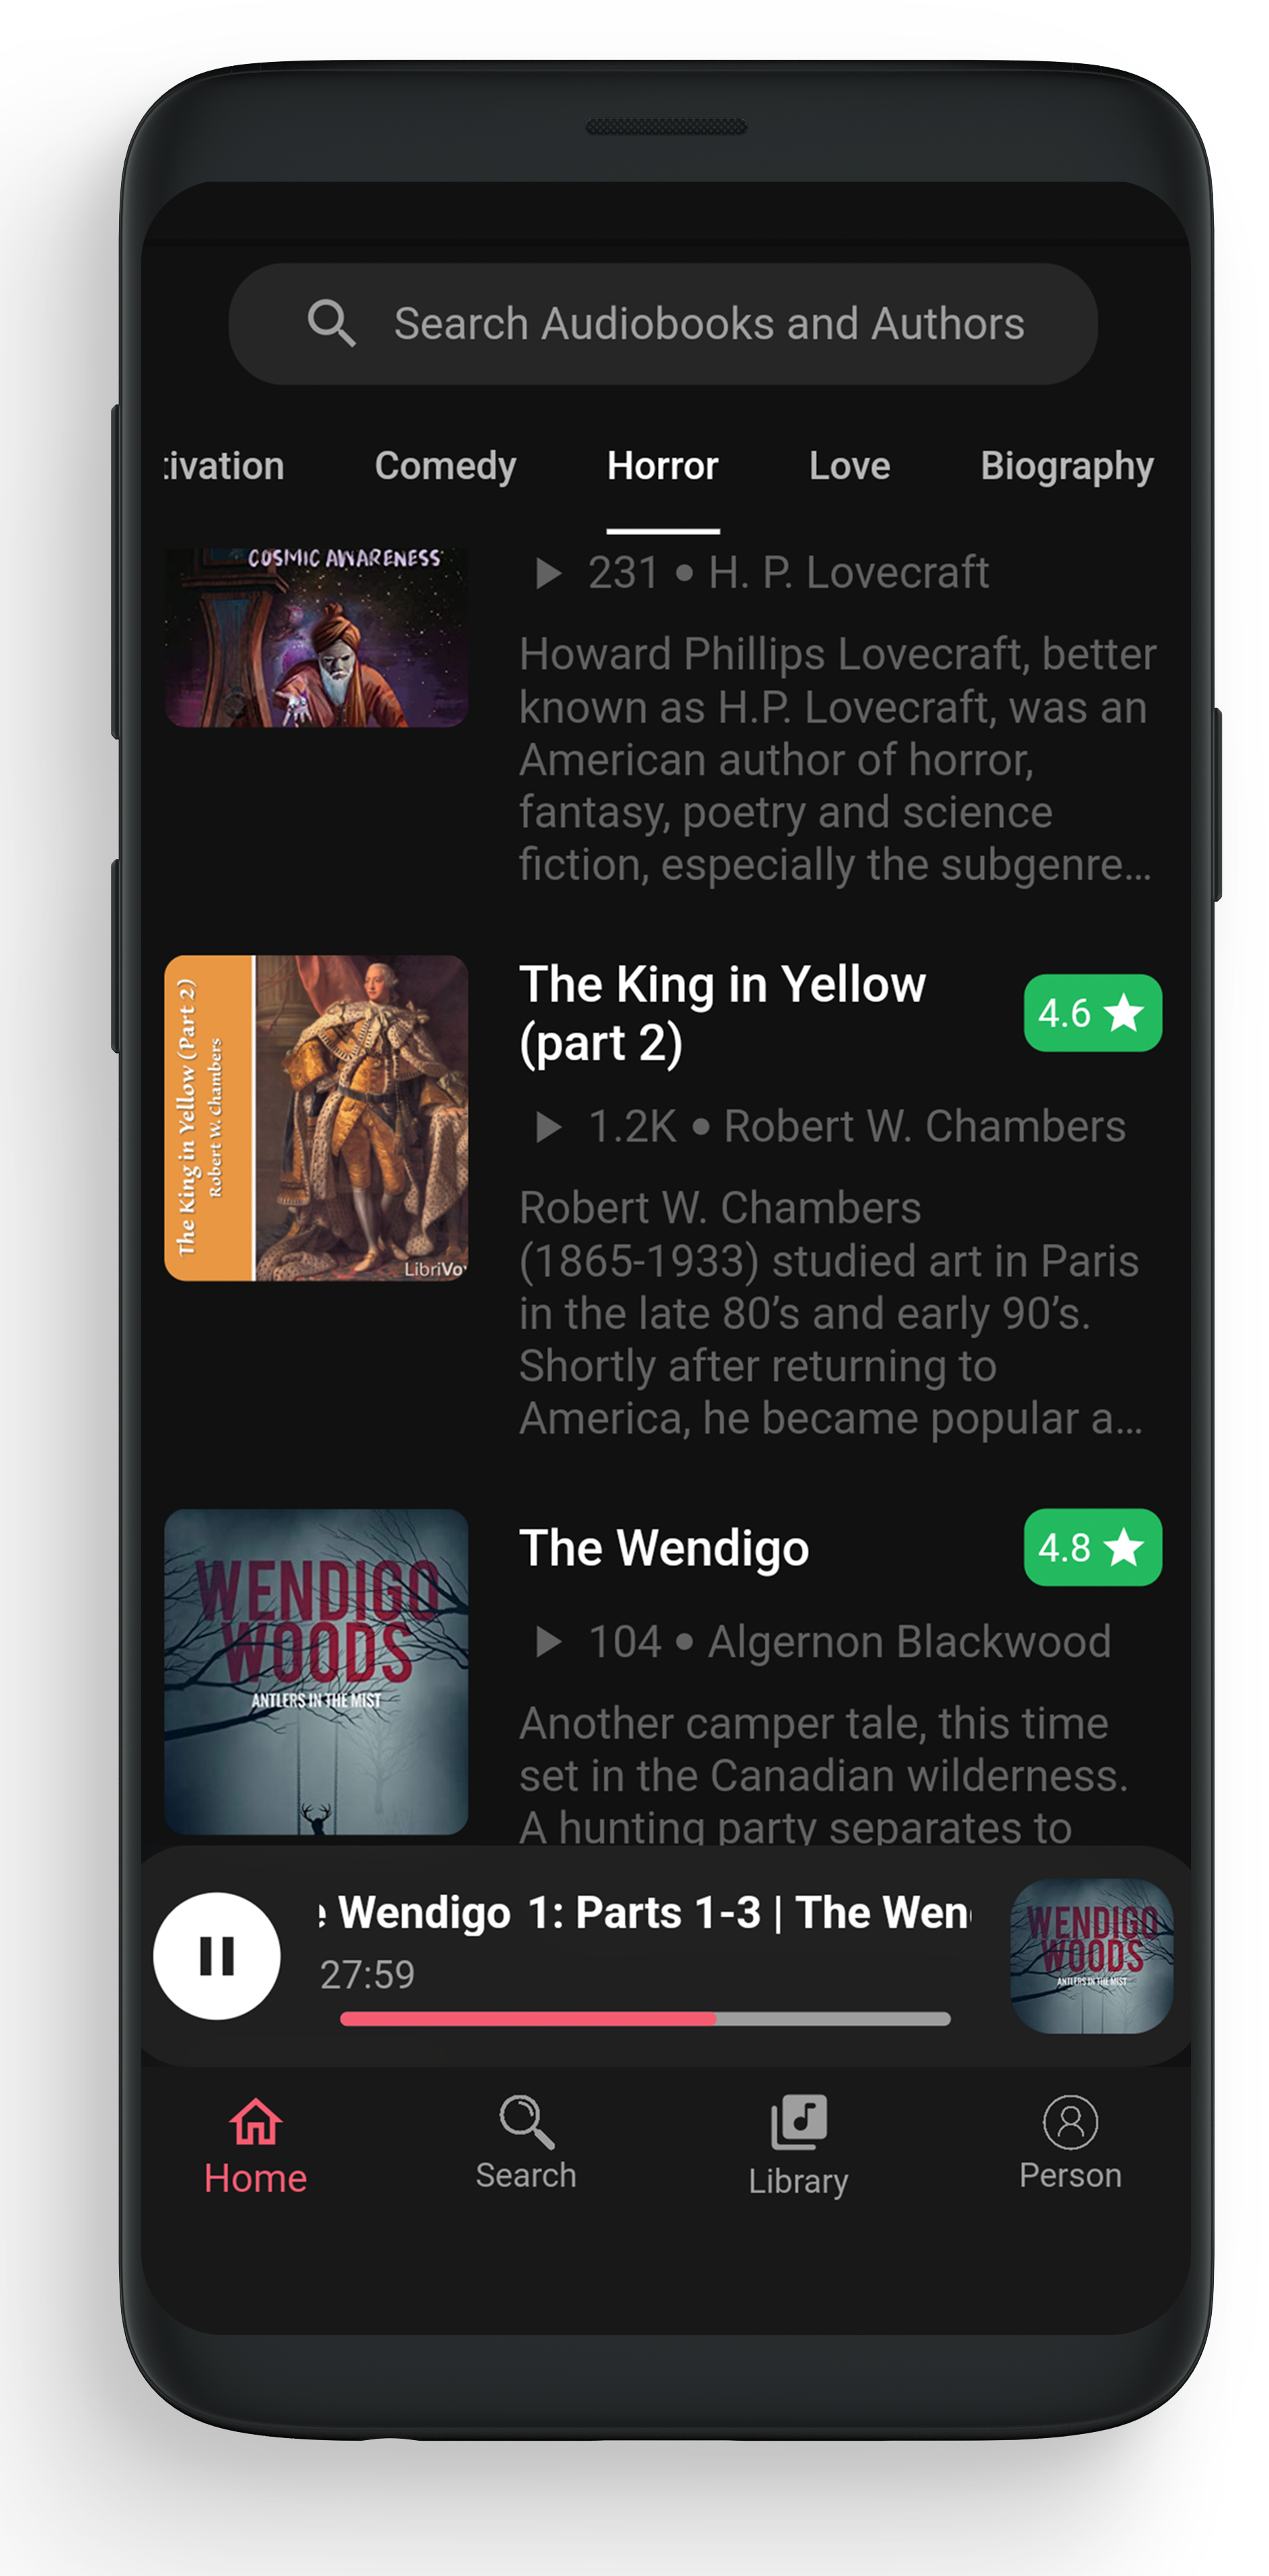 Search Audiobooks and Authors
tivation Comedy Horror Love Biography
COSMIC AWARENESS
231 • H. P. Lovecraft
Howard Phillips Lovecraft, better
known as H.P. Lovecraft, was an
American author of horror,
fantasy, poetry and science
fiction, especially the subgenre...
The King in Yellow (Part 2)
Robert W. Chambers
LibriVo
The King in Yellow
(part 2)
4.6
1.2K • Robert W. Chambers
Robert W. Chambers
(1865-1933) studied art in Paris
in the late 80’s and early 90’s.
Shortly after returning to
America, he became popular a...
WENDIGO
WOODS
ANTLERS IN THE MIST
The Wendigo
4.8
104 • Algernon Blackwood
Another camper tale, this time
set in the Canadian wilderness.
A hunting party separates to
e Wendigo 1: Parts 1-3 | The Wen
27:59
WENDIGO
WOODS
ANTLERS IN THE MIST
Home Search Library Person